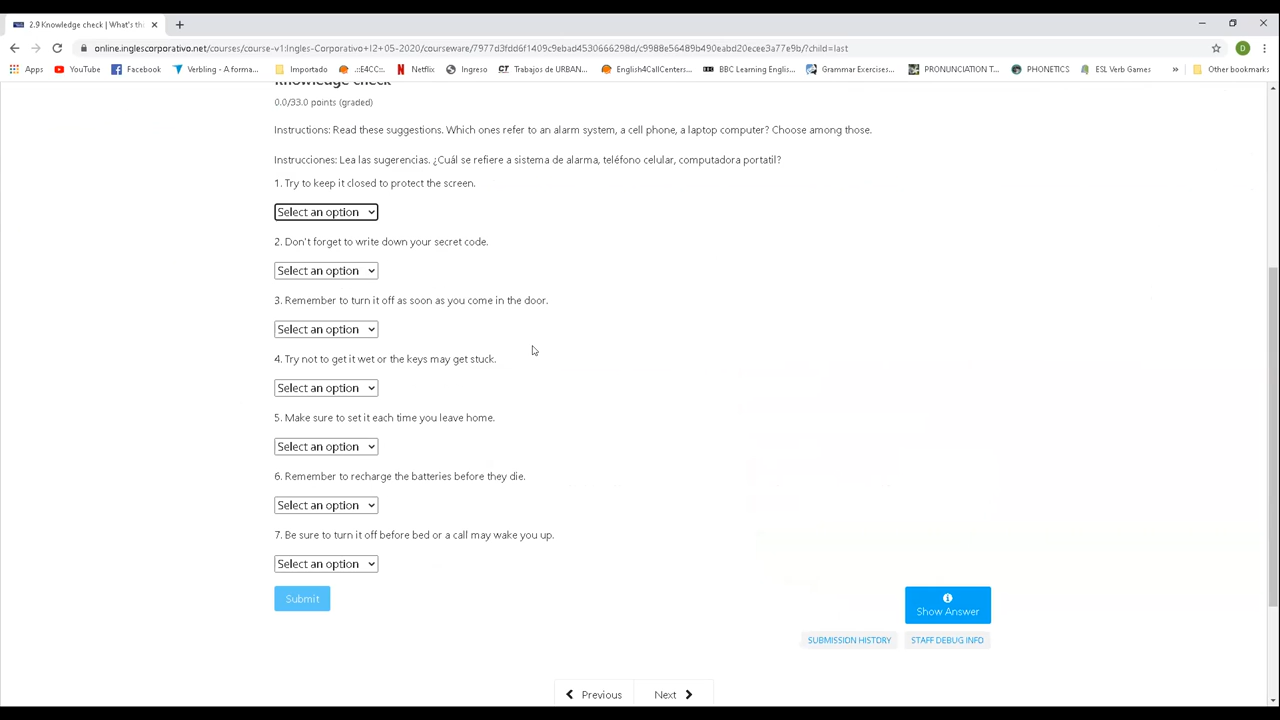 2.9 Knowledge check | What's thi
online.inglescorporativo.net/courses/course-v1:Ingles-Corporativo+I2+05-2020/courseware/7977d3fdd6f1409c9ebad4530666298d/c9988e56489b490eabd20ecee3a77e9b/?child=last
D
Apps YouTube Facebook Verbling - A forma... Importado .::E4CC::. Netflix Ingreso Trabajos de URBAN... English4CallCenters... BBC Learning Englis... Grammar Exercises... PRONUNCIATION T... PHONETICS ESL Verb Games » Other bookmarks
Knowledge check
0.0/33.0 points (graded)
Instructions: Read these suggestions. Which ones refer to an alarm system, a cell phone, a laptop computer? Choose among those.
Instrucciones: Lea las sugerencias. ¿Cuál se refiere a sistema de alarma, teléfono celular, computadora portatil?
1. Try to keep it closed to protect the screen.
Select an option
2. Don't forget to write down your secret code.
Select an option
3. Remember to turn it off as soon as you come in the door.
Select an option
4. Try not to get it wet or the keys may get stuck.
Select an option
5. Make sure to set it each time you leave home.
Select an option
6. Remember to recharge the batteries before they die.
Select an option
7. Be sure to turn it off before bed or a call may wake you up.
Select an option
Submit
Show Answer
SUBMISSION HISTORY STAFF DEBUG INFO
Previous Next